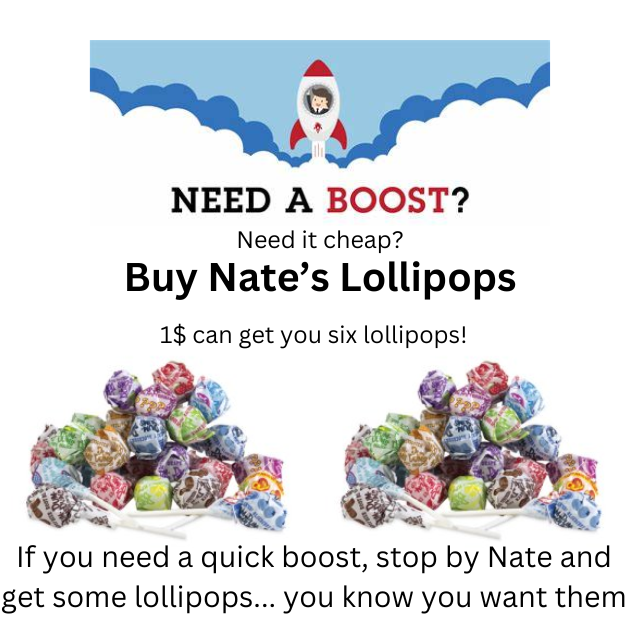 NEED A BOOST?
Need it cheap?
Buy Nate’s Lollipops
1$ can get you six lollipops!
If you need a quick boost, stop by Nate and
get some lollipops... you know you want them